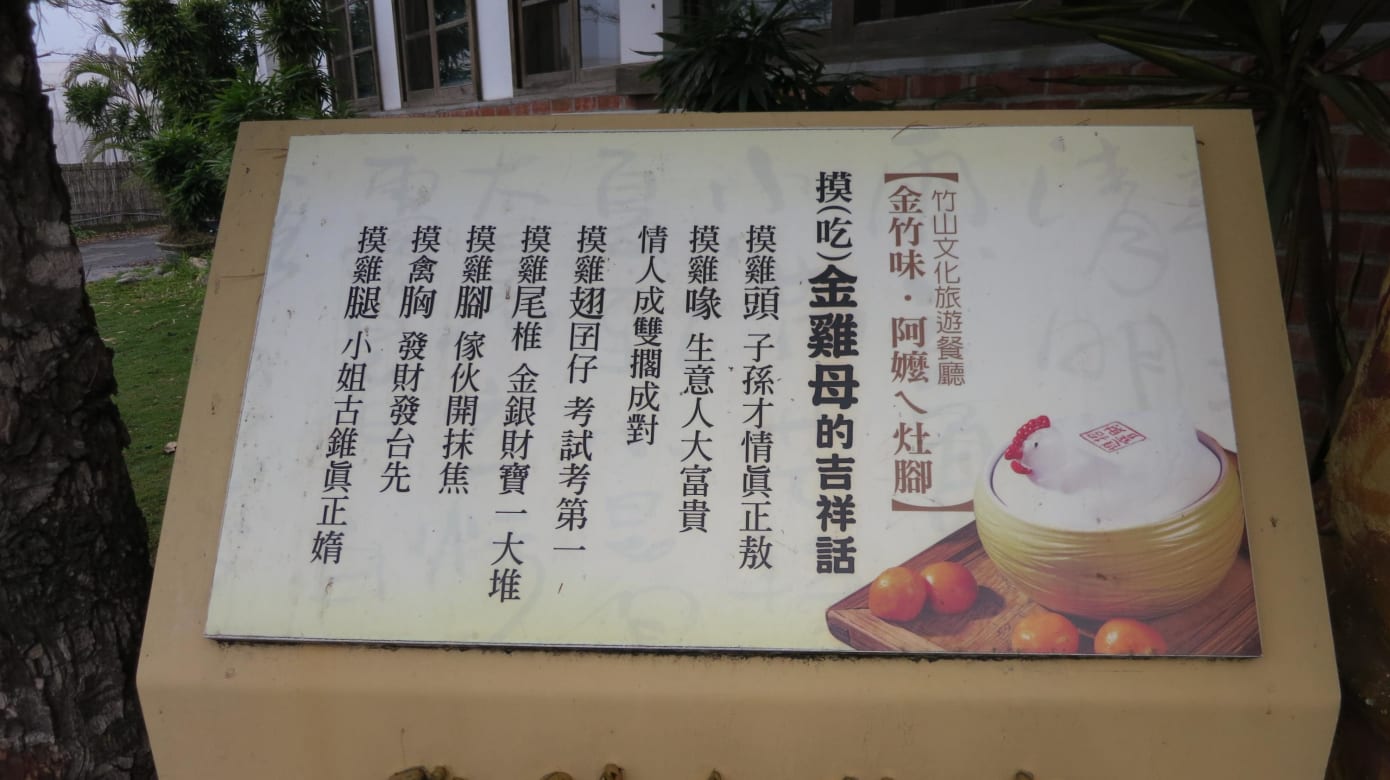 竹山文化旅遊餐廳
【金竹味·阿嬤ㄟ灶腳】
摸(吃)金雞母的吉祥話
摸雞頭 子孫才情眞正敖
摸雞喙 生意人大富貴
情人成雙擱成對
摸雞翅囝仔 考試考第一
摸雞尾椎 金銀財寶一大堆
摸雞腳 傢伙開抹焦
摸禽胸 發財發台先
摸雞腿 小姐古錐眞正媠